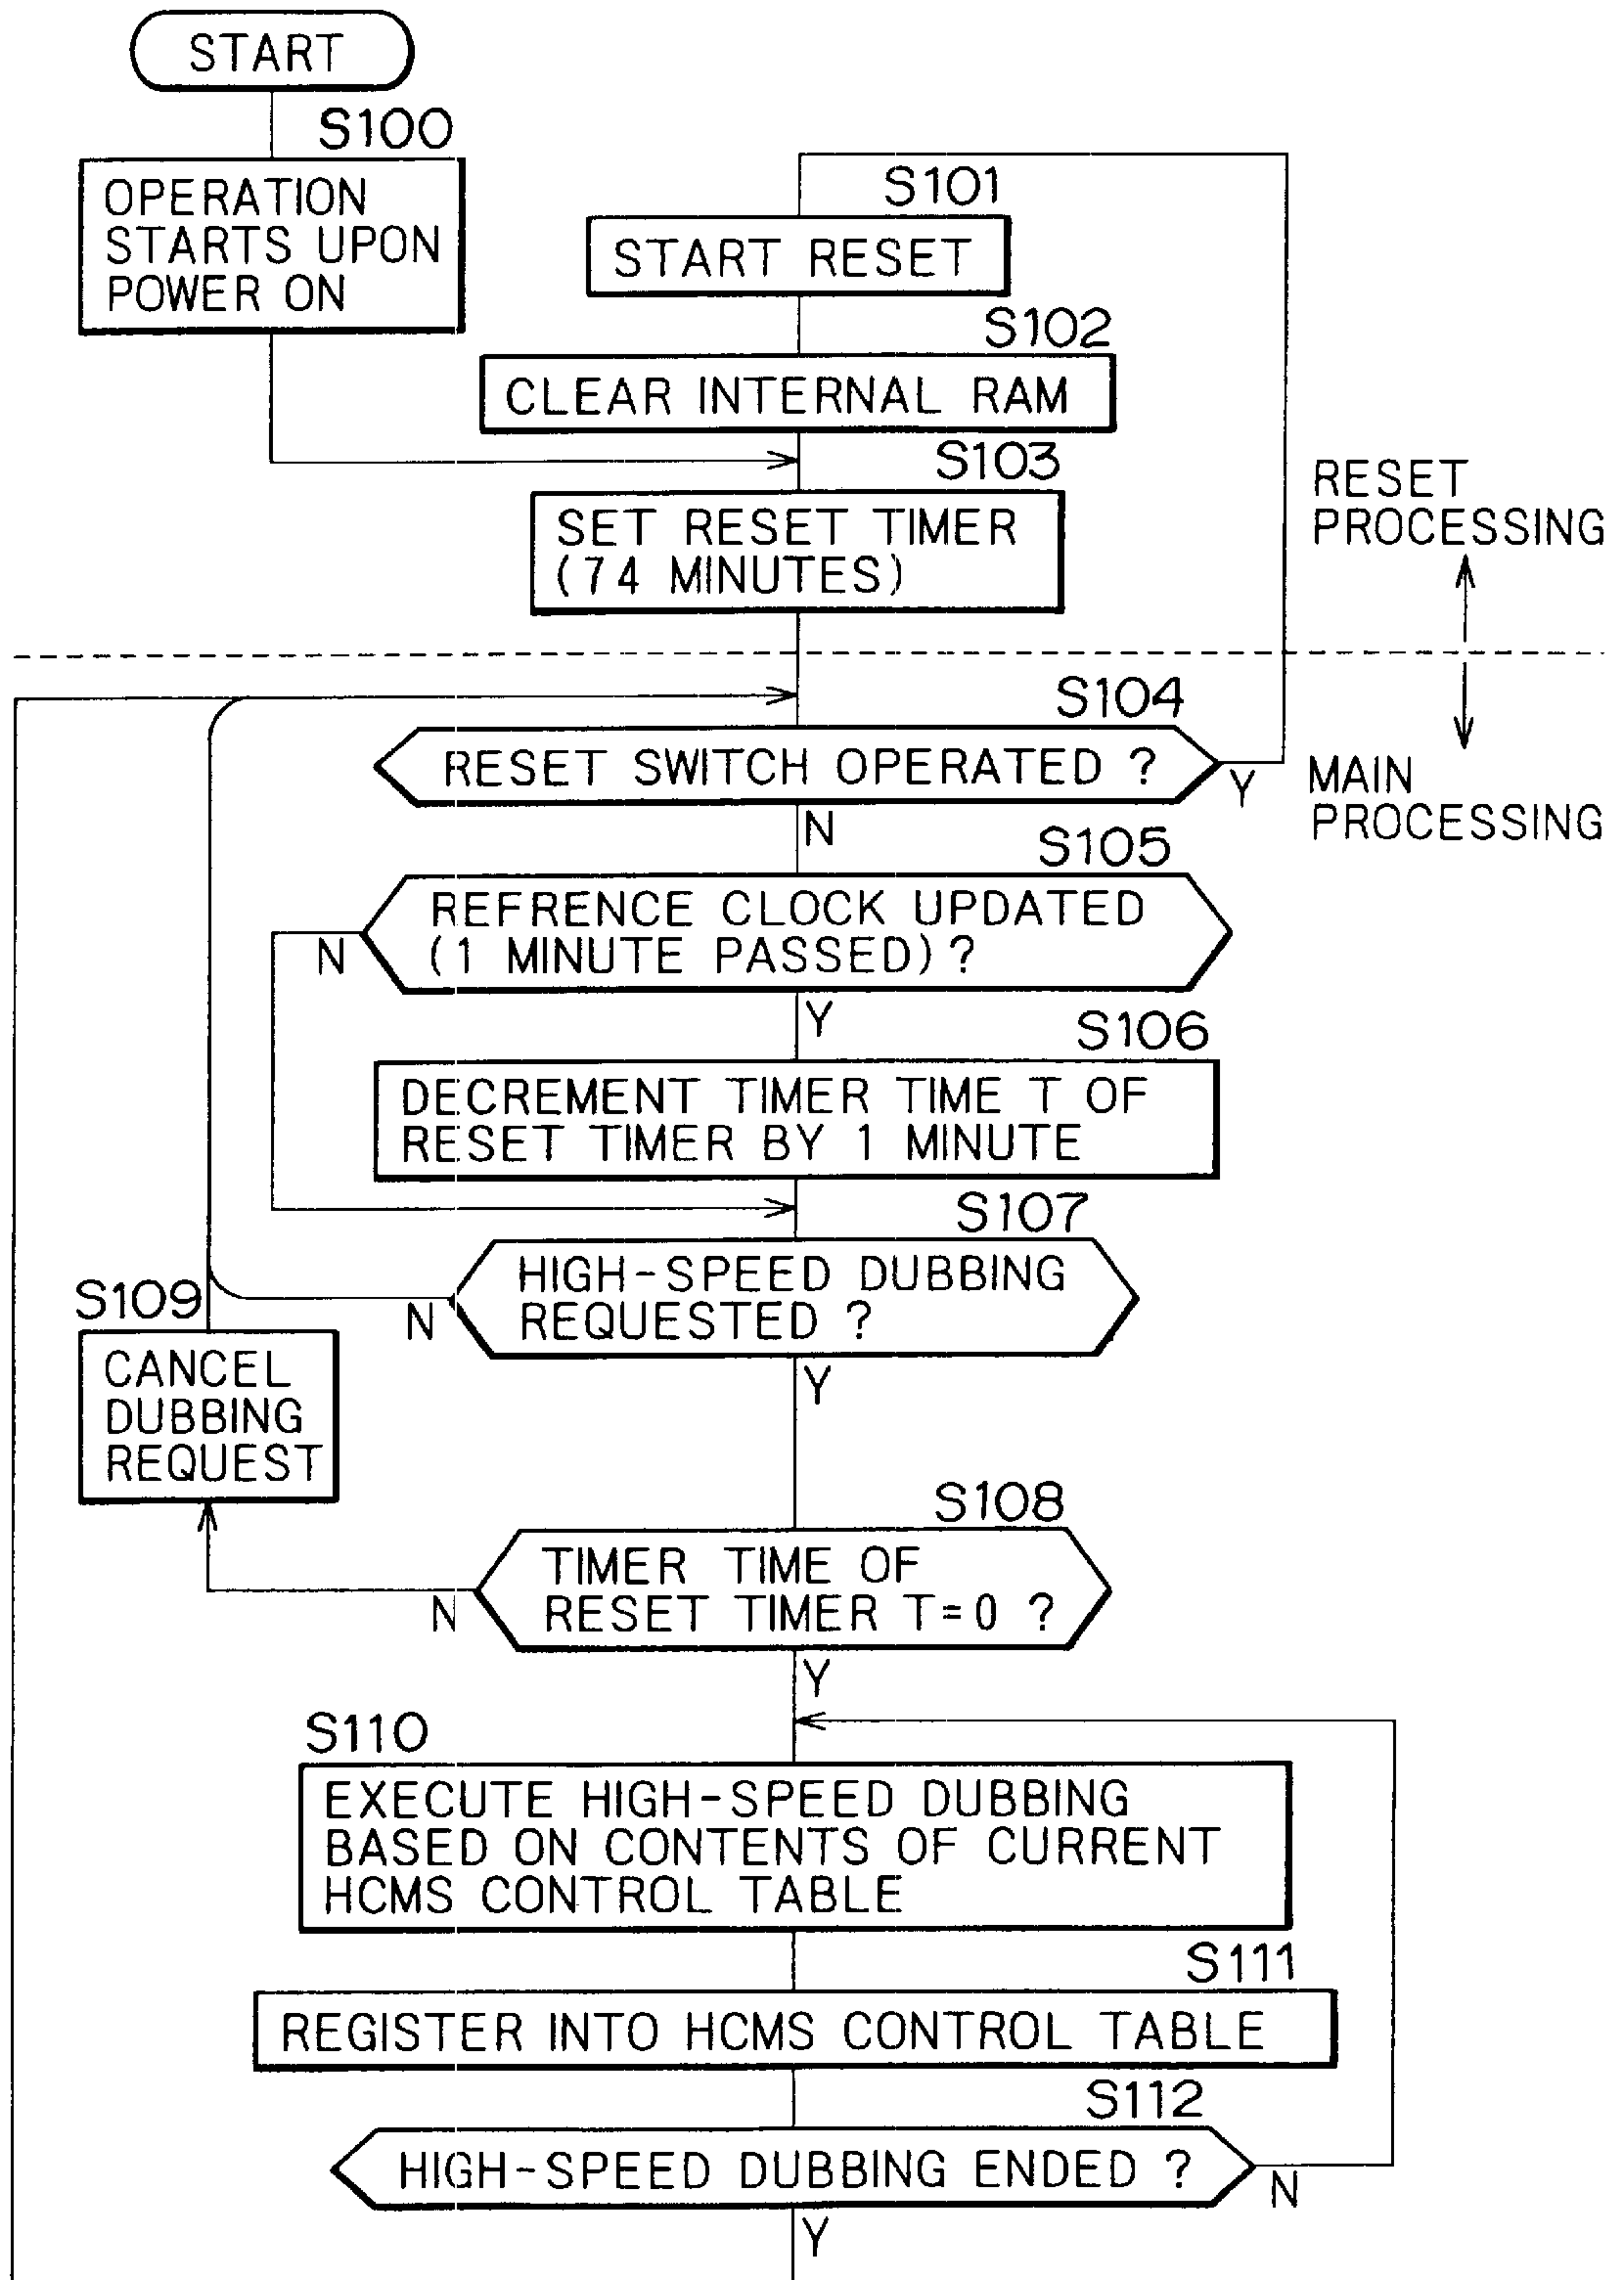 START
S100
OPERATION
STARTS UPON
POWER ON
S101
START RESET
S102
CLEAR INTERNAL RAM
S103
SET RESET TIMER
(74 MINUTES)
RESET
PROCESSING
MAIN
PROCESSING
S104
RESET SWITCH OPERATED ?
Y
N
S105
REFRENCE CLOCK UPDATED
(1 MINUTE PASSED) ?
N
Y
S106
DECREMENT TIMER TIME T OF
RESET TIMER BY 1 MINUTE
S107
HIGH-SPEED DUBBING
REQUESTED ?
N
Y
S109
CANCEL
DUBBING
REQUEST
S108
TIMER TIME OF
RESET TIMER T=0 ?
N
Y
S110
EXECUTE HIGH-SPEED DUBBING
BASED ON CONTENTS OF CURRENT
HCMS CONTROL TABLE
S111
REGISTER INTO HCMS CONTROL TABLE
S112
HIGH-SPEED DUBBING ENDED ?
N
Y